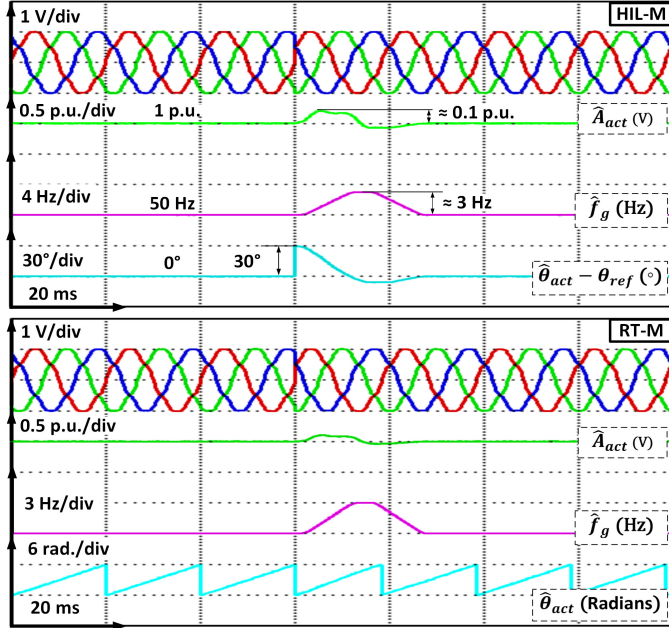 1 V/div
HIL-M
0.5 p.u./div
1 p.u.
≈ 0.1 p.u.
Â_act (V)
4 Hz/div
50 Hz
≈ 3 Hz
f̂_g (Hz)
30°/div
0°
30°
θ̂_act − θ_ref (◦)
20 ms
1 V/div
RT-M
0.5 p.u./div
Â_act (V)
3 Hz/div
f̂_g (Hz)
6 rad./div
θ̂_act (Radians)
20 ms